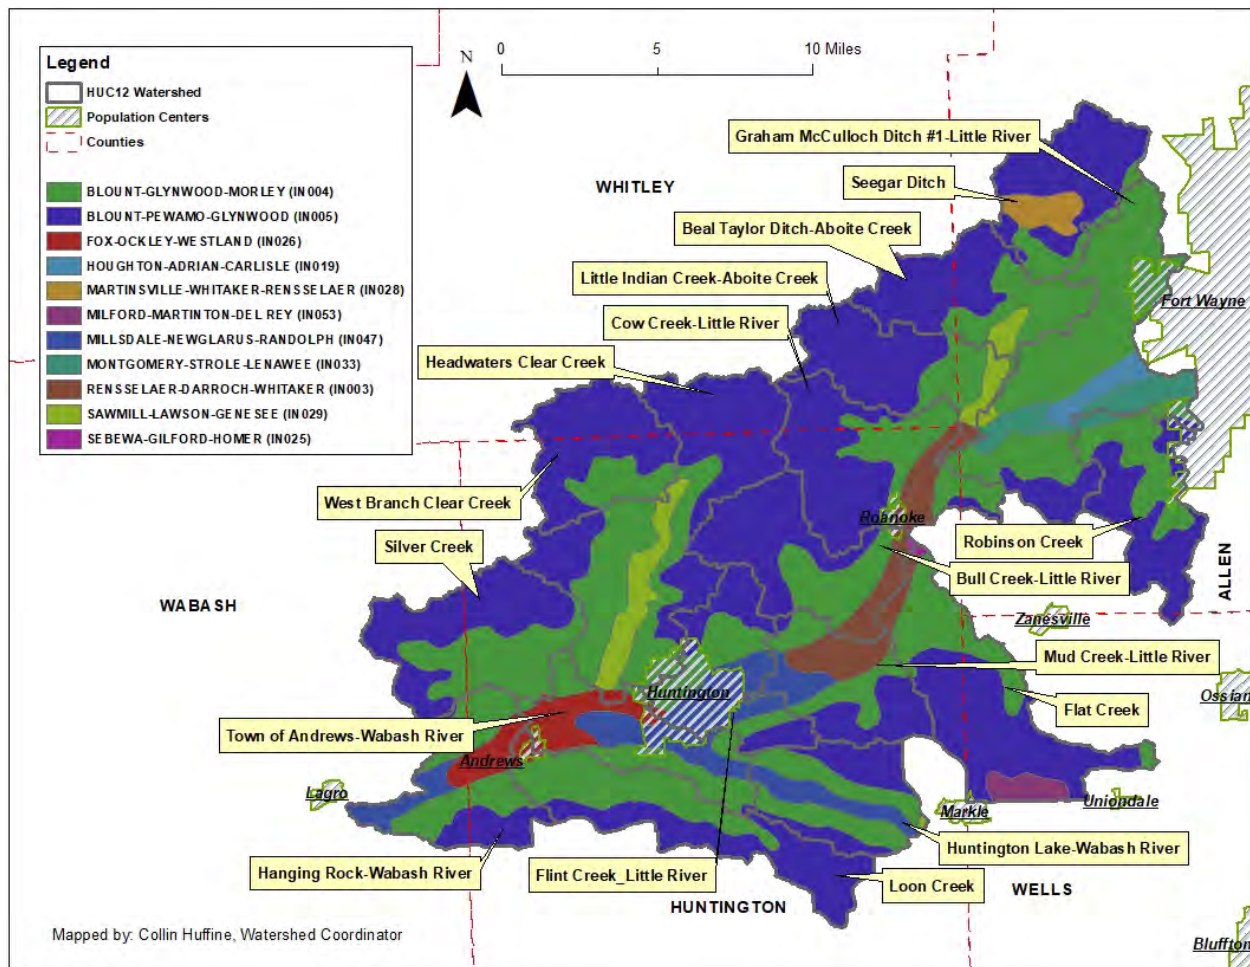 Legend
HUC12 Watershed
Population Centers
Counties
BLOUNT-GLYNWOOD-MORLEY (IN004)
BLOUNT-PEWAMO-GLYNWOOD (IN005)
FOX-OCKLEY-WESTLAND (IN026)
HOUGHTON-ADRIAN-CARLISLE (IN019)
MARTINSVILLE-WHITAKER-RENSSELAER (IN028)
MILFORD-MARTINTON-DEL REY (IN053)
MILLSDALE-NEWGLARUS-RANDOLPH (IN047)
MONTGOMERY-STROLE-LENAWEE (IN033)
RENSSELAER-DARROCH-WHITAKER (IN003)
SAWMILL-LAWSON-GENESEE (IN029)
SEBEWA-GILFORD-HOMER (IN025)
N
0 5 10 Miles
Graham McCulloch Ditch #1-Little River
WHITLEY
Seegar Ditch
Beal Taylor Ditch-Aboite Creek
Little Indian Creek-Aboite Creek
Fort Wayne
Cow Creek-Little River
Headwaters Clear Creek
West Branch Clear Creek
Roanoke
Silver Creek
Robinson Creek
Bull Creek-Little River
ALLEN
WABASH
Zanesville
Mud Creek-Little River
Huntington
Ossian
Flat Creek
Town of Andrews-Wabash River
Andrews
Lagro
Uniondale
Markle
Huntington Lake-Wabash River
Hanging Rock-Wabash River
Flint Creek_Little River
Loon Creek
WELLS
HUNTINGTON
Mapped by: Collin Huffine, Watershed Coordinator
Bluffton